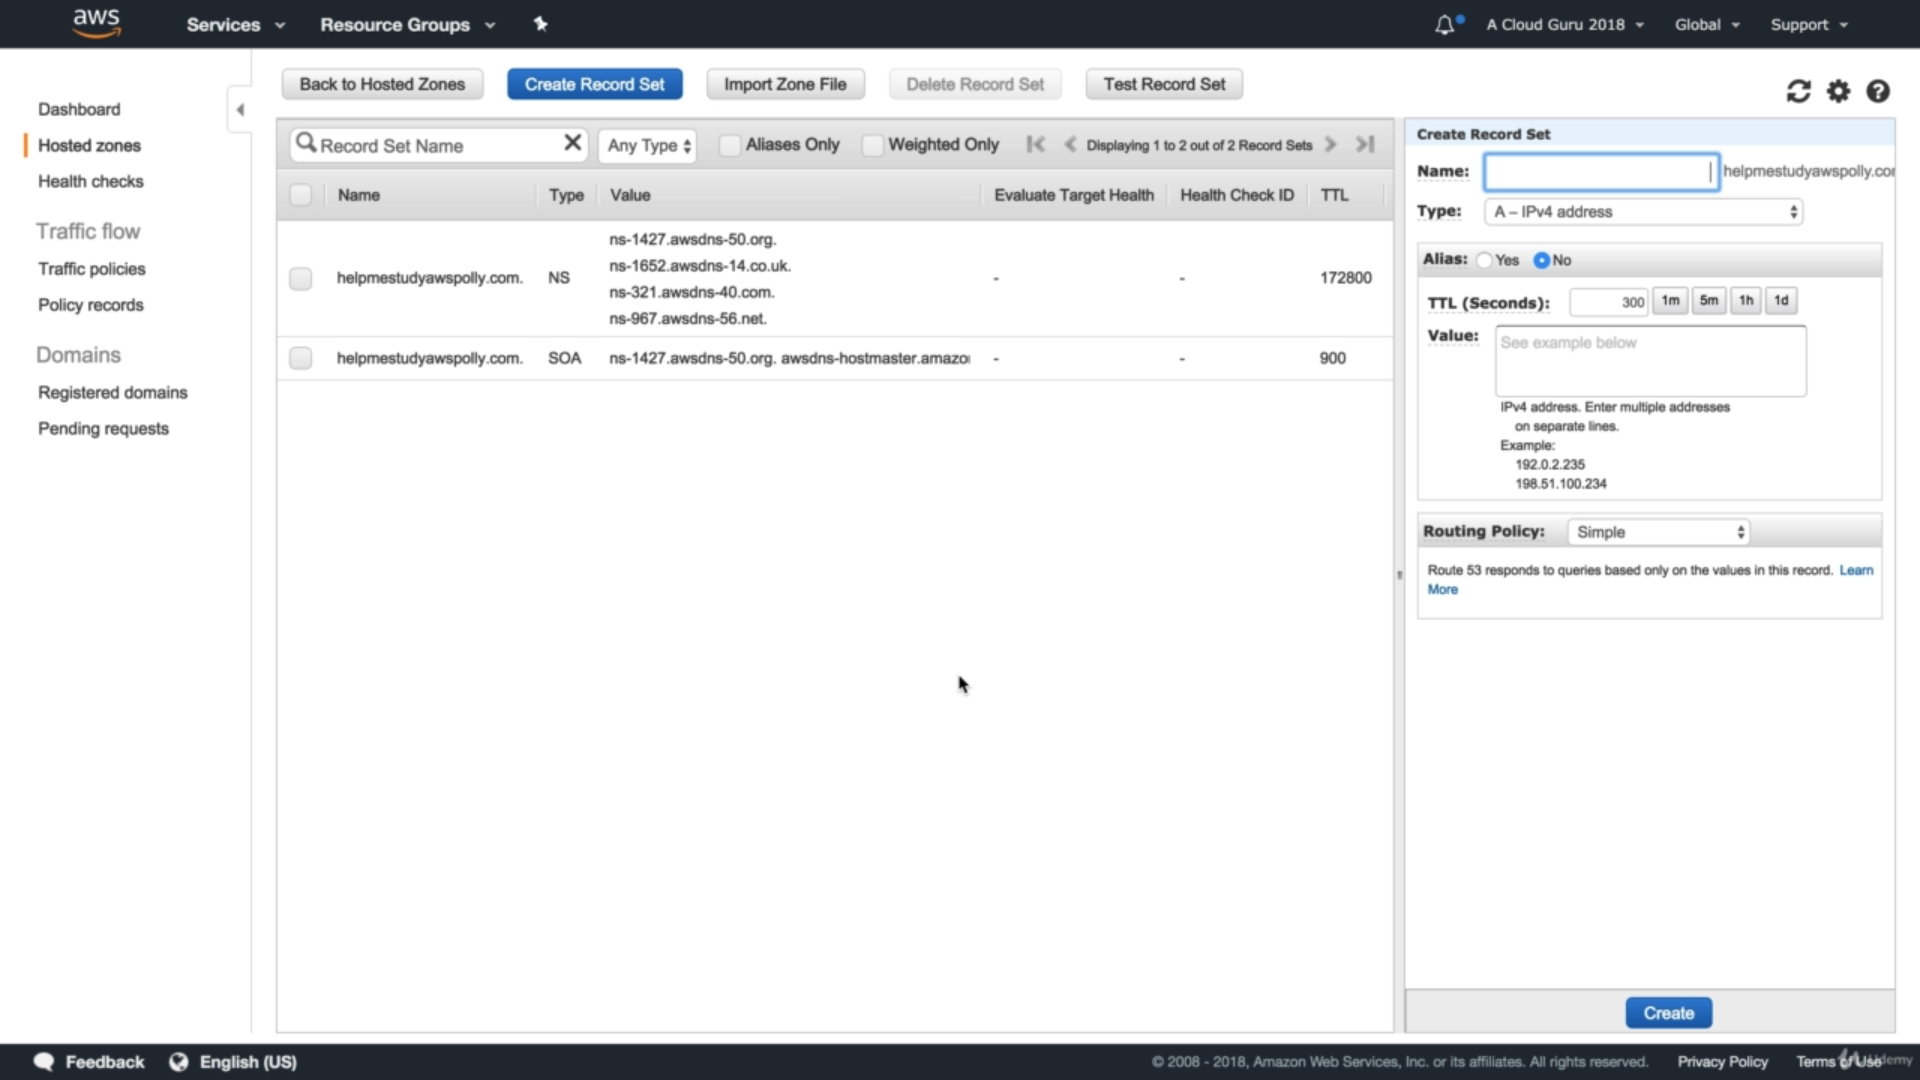 aws
Services
Resource Groups
A Cloud Guru 2018
Global
Support
Dashboard
Hosted zones
Health checks
Traffic flow
Traffic policies
Policy records
Domains
Registered domains
Pending requests
Back to Hosted Zones
Create Record Set
Import Zone File
Delete Record Set
Test Record Set
Record Set Name
Any Type
Aliases Only
Weighted Only
Displaying 1 to 2 out of 2 Record Sets
Name Type Value Evaluate Target Health Health Check ID TTL
helpmestudyawspolly.com. NS
ns-1427.awsdns-50.org.
ns-1652.awsdns-14.co.uk.
ns-321.awsdns-40.com.
ns-967.awsdns-56.net.
- - 172800
helpmestudyawspolly.com. SOA ns-1427.awsdns-50.org. awsdns-hostmaster.amazo - - 900
Create Record Set
Name: helpmestudyawspolly.co
Type: A – IPv4 address
Alias: Yes No
TTL (Seconds): 300 1m 5m 1h 1d
Value: See example below
IPv4 address. Enter multiple addresses
on separate lines.
Example:
192.0.2.235
198.51.100.234
Routing Policy: Simple
Route 53 responds to queries based only on the values in this record. Learn
More
Create
Feedback
English (US)
© 2008 - 2018, Amazon Web Services, Inc. or its affiliates. All rights reserved.
Privacy Policy
Terms of Use